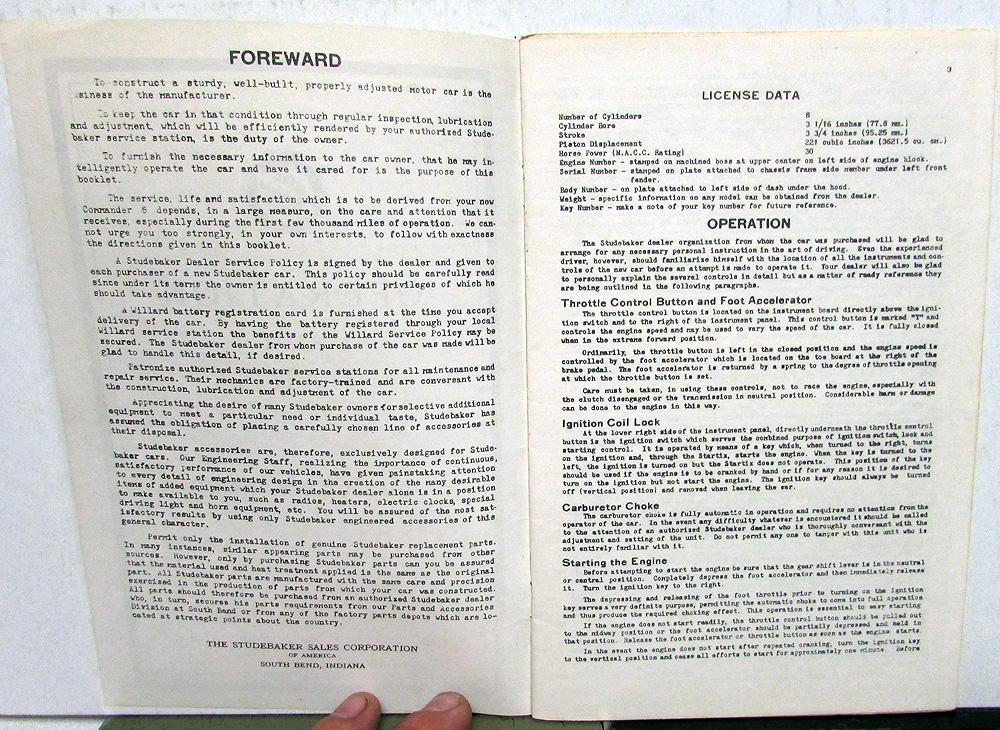 FOREWARD
To construct a sturdy, well-built, properly adjusted motor car is the
siness of the manufacturer.
To keep the car in that condition through regular inspection, lubrication
and adjustment, which will be efficiently rendered by your authorized Stude-
baker service station, is the duty of the owner.
To furnish the necessary information to the car owner, that he may in-
telligently operate the car and have it cared for is the purpose of this
booklet.
The service, life and satisfaction which is to be derived from your new
Commander 8 depends, in a large measure, on the care and attention that it
receives, especially during the first few thousand miles of operation. We can-
not urge you too strongly, in your own interests, to follow with exactness
the directions given in this booklet.
A Studebaker Dealer Service Policy is signed by the dealer and given to
each purchaser of a new Studebaker car. This policy should be carefully read
since under its terms the owner is entitled to certain privileges of which he
should take advantage.
A Willard battery registration card is furnished at the time you accept
delivery of the car. By having the battery registered through your local
Willard service station the benefits of the Willard Service Policy may be
secured. The Studebaker dealer from whom purchase of the car was made will be
glad to handle this detail, if desired.
Patronize authorized Studebaker service stations for all maintenance and
repair service. Their mechanics are factory-trained and are conversant with
the construction, lubrication and adjustment of the car.
Appreciating the desire of many Studebaker owners for selective additional
equipment to meet a particular need or individual taste, Studebaker has
assumed the obligation of placing a carefully chosen line of accessories at
their disposal.
Studebaker accessories are, therefore, exclusively designed for Stude-
baker cars. Our Engineering Staff, realizing the importance of continuous,
satisfactory performance of our vehicles, have given painstaking attention
to every detail of engineering design in the creation of the many desirable
items of added equipment which your Studebaker dealer alone is in a position
to make available to you, such as radios, heaters, electric clocks, special
driving light and horn equipment, etc. You will be assured of the most sat-
isfactory results by using only Studebaker engineered accessories of this
general character.
Permit only the installation of genuine Studebaker replacement parts.
In many instances, similar appearing parts may be purchased from other
sources. However, only by purchasing Studebaker parts can you be assured
that the material used and heat treatment applied is the same as the original
part. All Studebaker parts are manufactured with the same care and precision
exercised in the production of parts from which your car was constructed.
All parts should therefore be purchased from an authorized Studebaker dealer
who, in turn, secures his parts requirements from our Parts and Accessories
Division at South Bend or from any of the factory parts depots which are lo-
cated at strategic points about the country.
THE STUDEBAKER SALES CORPORATION
OF AMERICA
SOUTH BEND, INDIANA
3
LICENSE DATA
Number of Cylinders 8
Cylinder Bore 3 1/16 inches (77.8 mm.)
Stroke 3 3/4 inches (95.25 mm.)
Piston Displacement 221 cubic inches (3621.5 cu. cm.)
Horse Power (N.A.C.C. Rating) 30
Engine Number - stamped on machined boss at upper center on left side of engine block.
Serial Number - stamped on plate attached to chassis frame side member under left front
fender.
Body Number - on plate attached to left side of dash under the hood.
Weight - specific information on any model can be obtained from the dealer.
Key Number - make a note of your key number for future reference.
OPERATION
The Studebaker dealer organization from whom the car was purchased will be glad to
arrange for any necessary personal instruction in the art of driving. Even the experienced
driver, however, should familiarize himself with the location of all the instruments and con-
trols of the new car before an attempt is made to operate it. Your dealer will also be glad
to personally explain the several controls in detail but as a matter of ready reference they
are being outlined in the following paragraphs.
Throttle Control Button and Foot Accelerator
The throttle control button is located on the instrument board directly above the igni-
tion switch and to the right of the instrument panel. This control button is marked "T" and
controls the engine speed and may be used to vary the speed of the car. It is fully closed
when in the extreme forward position.
Ordinarily, the throttle button is left in the closed position and the engine speed is
controlled by the foot accelerator which is located on the toe board at the right of the
brake pedal. The foot accelerator is returned by a spring to the degree of throttle opening
at which the throttle button is set.
Care must be taken, in using these controls, not to race the engine, especially with
the clutch disengaged or the transmission in neutral position. Considerable harm or damage
can be done to the engine in this way.
Ignition Coil Lock
At the lower right side of the instrument panel, directly underneath the throttle control
button is the ignition switch which serves the combined purpose of ignition switch, lock and
starting control. It is operated by means of a key which, when turned to the right, turns
on the ignition and, through the Startix, starts the engine. When the key is turned to the
left, the ignition is turned on but the Startix does not operate. This position of the key
should be used if the engine is to be cranked by hand or if for any reason it is desired to
turn on the ignition but not start the engine. The ignition key should always be turned
off (vertical position) and removed when leaving the car.
Carburetor Choke
The carburetor choke is fully automatic in operation and requires no attention from the
operator of the car. In the event any difficulty whatever is encountered it should be called
to the attention of an authorized Studebaker dealer who is thoroughly conversant with the
adjustment and setting of the unit. Do not permit any one to tamper with this unit who is
not entirely familiar with it.
Starting the Engine
Before attempting to start the engine be sure that the gear shift lever is in the neutral
or central position. Completely depress the foot accelerator and then immediately release
it. Turn the ignition key to the right.
The depressing and releasing of the foot throttle prior to turning on the ignition
key serves a very definite purpose, permitting the automatic choke to come into full operation
and thus produce the required choking effect. This operation is essential to easy starting
If the engine does not start readily, the throttle control button should be pulled out
to the midway position or the foot accelerator should be partially depressed and held in
that position. Release the foot accelerator or throttle button as soon as the engine starts.
In the event the engine does not start after repeated cranking, turn the ignition key
to the vertical position and cease all efforts to start for approximately one minute. Before